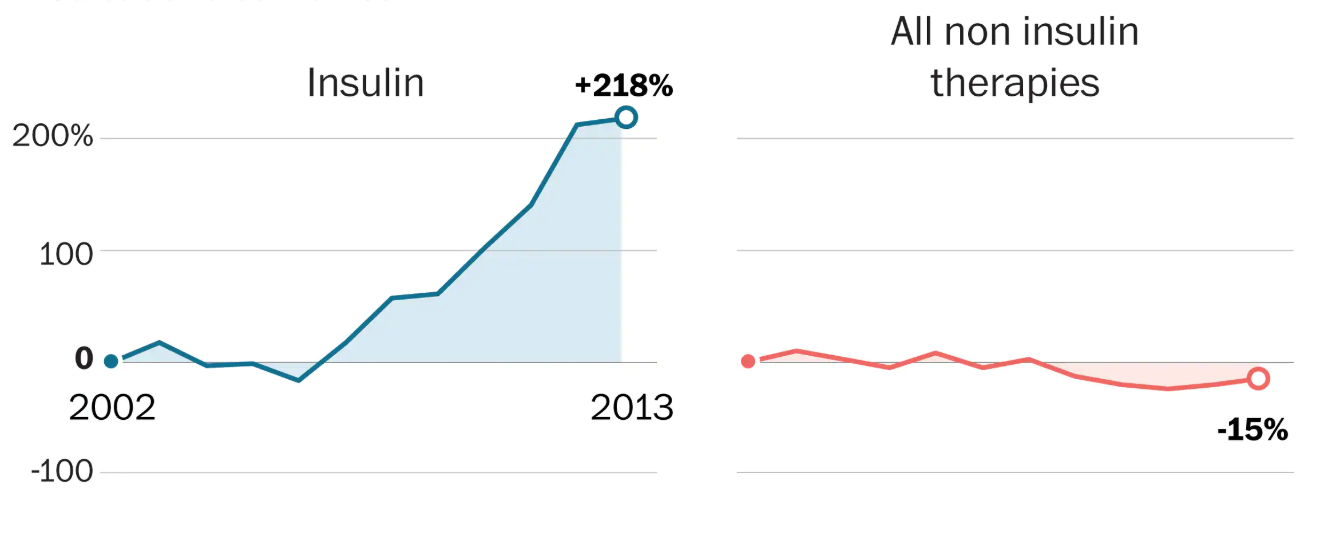 Insulin
+218%
200%
100
0
2002
2013
-100
All non insulin
therapies
-15%